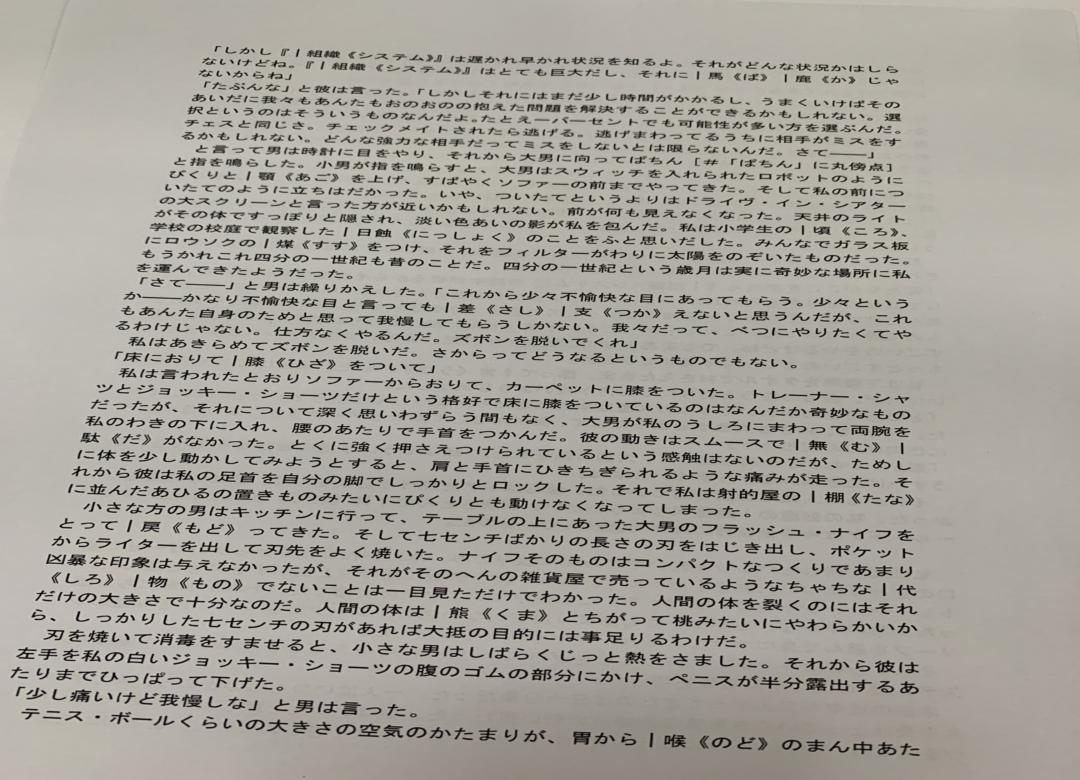 「しかし『｜組織《システム》』は遅かれ早かれ状況を知るよ。それがどんな状況かはしら
ないけどね。『｜組織《システム》』はとても巨大だし、それに｜馬《ば》｜鹿《か》じゃ
ないからね」
「たぶんな」と彼は言った。「しかしそれにはまだ少し時間がかかるし、うまくいけばその
あいだに我々もあんたもおのおのの抱えた問題を解決することができるかもしれない。選
択というのはそういうものなんだよ。たとえ一パーセントでも可能性が多い方を選ぶんだ。
チェスと同じさ。チェックメイトされたら逃げる。逃げまわってるうちに相手がミスをす
るかもしれない。どんな強力な相手だってミスをしないとは限らないんだ。さて――」
と言って男は時計に目をやり、それから大男に向ってぱちん［＃「ぱちん」に丸傍点］
と指を鳴らした。小男が指を鳴らすと、大男はスウィッチを入れられたロボットのように
ぴくりと｜顎《あご》を上げ、すばやくソファーの前までやってきた。そして私の前につ
いたてのように立ちはだかった。いや、ついたてというよりはドライヴ・イン・シアター
の大スクリーンと言った方が近いかもしれない。前が何も見えなくなった。天井のライト
がその体ですっぽりと隠され、淡い色あいの影が私を包んだ。私は小学生の｜頃《ころ》、
学校の校庭で観察した｜日蝕《にっしょく》のことをふと思いだした。みんなでガラス板
にロウソクの｜煤《すす》をつけ、それをフィルターがわりに太陽をのぞいたものだった。
もうかれこれ四分の一世紀も昔のことだ。四分の一世紀という歳月は実に奇妙な場所に私
を運んできたようだった。
「さて――」と男は繰りかえした。「これから少々不愉快な目にあってもらう。少々という
か――かなり不愉快な目と言っても｜差《さし》｜支《つか》えないと思うんだが、これ
もあんた自身のためと思って我慢してもらうしかない。我々だって、べつにやりたくてや
るわけじゃない。仕方なくやるんだ。ズボンを脱いでくれ」
私はあきらめてズボンを脱いだ。さからってどうなるというものでもない。
「床におりて｜膝《ひざ》をついて」
私は言われたとおりソファーからおりて、カーペットに膝をついた。トレーナー・シャ
ツとジョッキー・ショーツだけという格好で床に膝をついているのはなんだか奇妙なもの
だったが、それについて深く思いわずらう間もなく、大男が私のうしろにまわって両腕を
私のわきの下に入れ、腰のあたりで手首をつかんだ。彼の動きはスムースで｜無《む》｜
駄《だ》がなかった。とくに強く押さえつけられているという感触はないのだが、ためし
に体を少し動かしてみようとすると、肩と手首にひきちぎられるような痛みが走った。そ
れから彼は私の足首を自分の脚でしっかりとロックした。それで私は射的屋の｜棚《たな》
に並んだあひるの置きものみたいにぴくりとも動けなくなってしまった。
小さな方の男はキッチンに行って、テーブルの上にあった大男のフラッシュ・ナイフを
とって｜戻《もど》ってきた。そして七センチばかりの長さの刃をはじき出し、ポケット
からライターを出して刃先をよく焼いた。ナイフそのものはコンパクトなつくりであまり
凶暴な印象は与えなかったが、それがそのへんの雑貨屋で売っているようなちゃちな｜代
《しろ》｜物《もの》でないことは一目見ただけでわかった。人間の体を裂くのにはそれ
だけの大きさで十分なのだ。人間の体は｜熊《くま》とちがって桃みたいにやわらかいか
ら、しっかりした七センチの刃があれば大抵の目的には事足りるわけだ。
刃を焼いて消毒をすませると、小さな男はしばらくじっと熱をさました。それから彼は
左手を私の白いジョッキー・ショーツの腹のゴムの部分にかけ、ペニスが半分露出するあ
たりまでひっぱって下げた。
「少し痛いけど我慢しな」と男は言った。
テニス・ボールくらいの大きさの空気のかたまりが、胃から｜喉《のど》のまん中あた